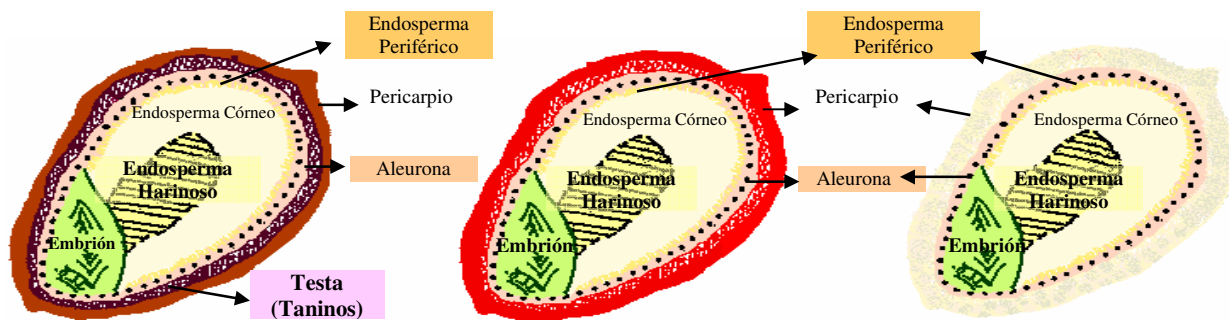 Endosperma
Periférico
Pericarpio
Endosperma Córneo
Endosperma
Harinoso
Aleurona
Embrión
Testa
(Taninos)
Endosperma
Periférico
Pericarpio
Endosperma Córneo
Endosperma
Harinoso
Aleurona
Embrión
Endosperma Córneo
Endosperma
Harinoso
Embrión